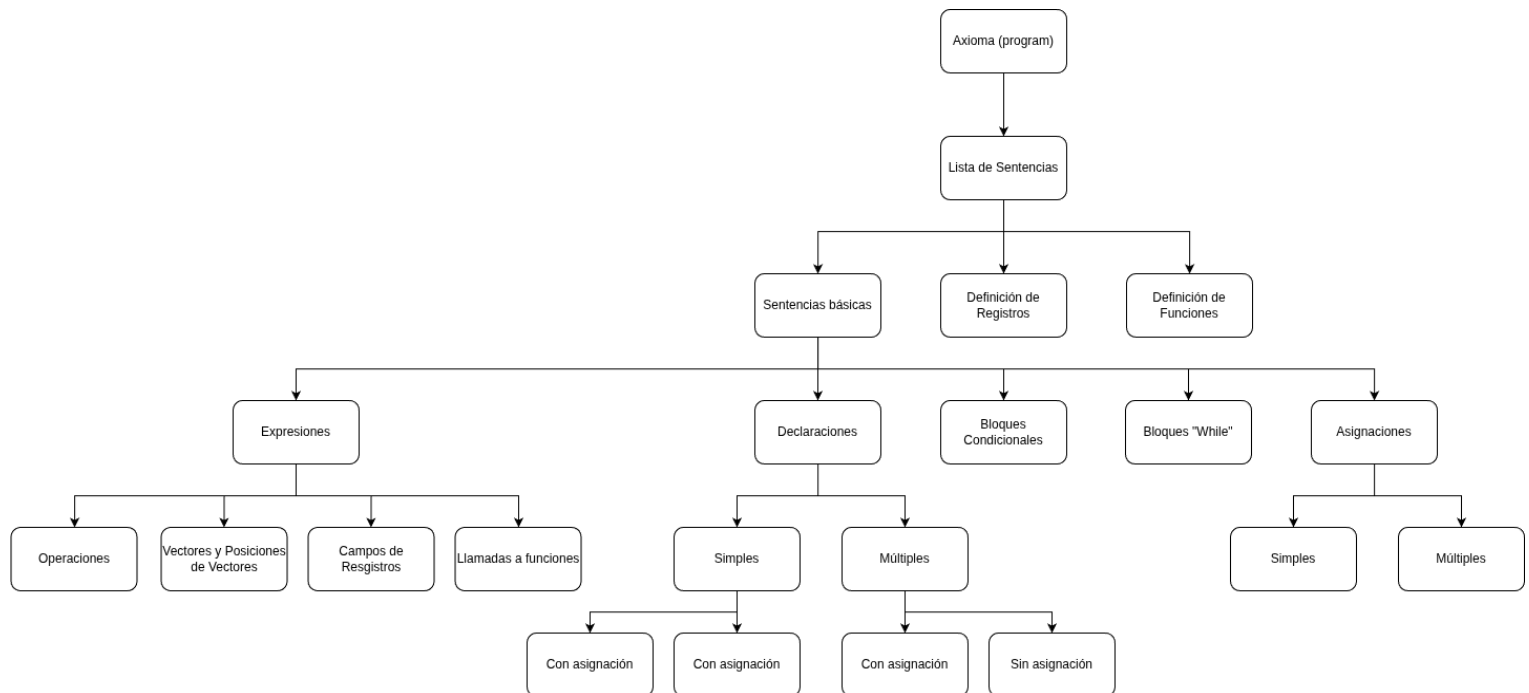 Axioma (program)
Lista de Sentencias
Sentencias básicas
Definición de
Registros
Definición de
Funciones
Expresiones
Declaraciones
Bloques
Condicionales
Bloques "While"
Asignaciones
Operaciones
Vectores y Posiciones
de Vectores
Campos de
Resgistros
Llamadas a funciones
Simples
Múltiples
Simples
Múltiples
Con asignación
Con asignación
Con asignación
Sin asignación